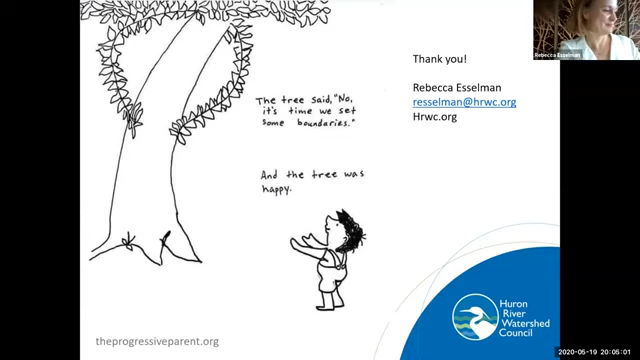 The tree said, "No,
it's time we set
some boundaries."
And the tree was
happy.
Thank you!
Rebecca Esselman
resselman@hrwc.org
Hrwc.org
Rebecca Esselman
Huron
River
Watershed
Council
theprogressiveparent.org
2020-05-19 20:05:01